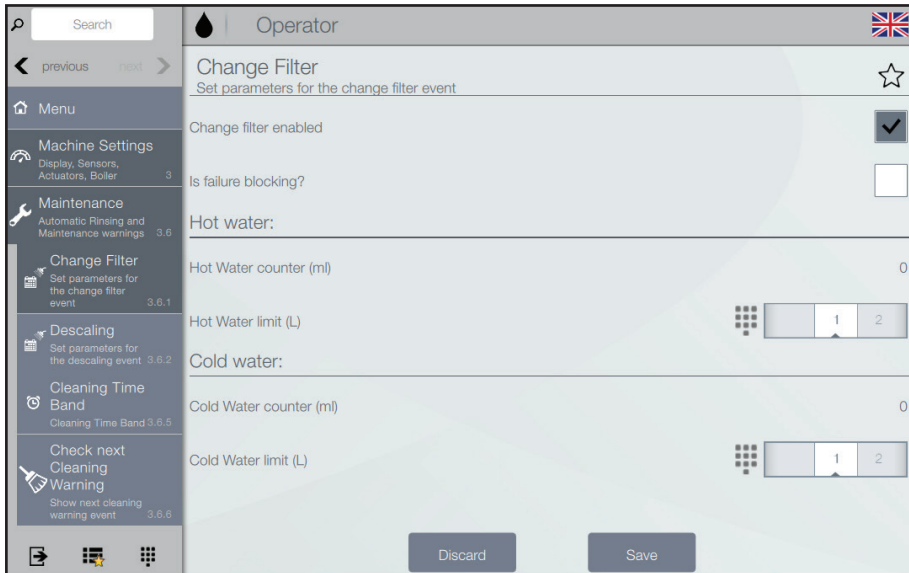 Search
Operator
previous
next
Change Filter
Set parameters for the change filter event
Menu
Change filter enabled
Machine Settings
Display, Sensors,
Actuators, Boiler 3
Is failure blocking?
Maintenance
Automatic Rinsing and
Maintenance warnings 3.6
Hot water:
Change Filter
Set parameters for
the change filter
event 3.6.1
Hot Water counter (ml) 0
Hot Water limit (L) 1 2
Descaling
Set parameters for
the descaling event 3.6.2
Cold water:
Cleaning Time
Band
Cleaning Time Band 3.6.5
Cold Water counter (ml) 0
Check next
Cleaning
Warning
Show next cleaning
warning event 3.6.6
Cold Water limit (L) 1 2
Discard
Save